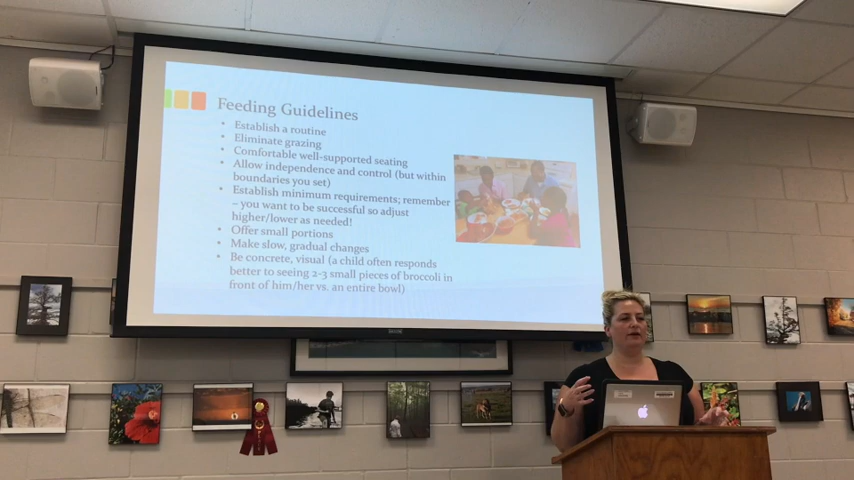 Feeding Guidelines
• Establish a routine
• Eliminate grazing
• Comfortable well-supported seating
• Allow independence and control (but within
boundaries you set)
• Establish minimum requirements; remember
– you want to be successful so adjust
higher/lower as needed!
• Offer small portions
• Make slow, gradual changes
• Be concrete, visual (a child often responds
better to seeing 2-3 small pieces of broccoli in
front of him/her vs. an entire bowl)